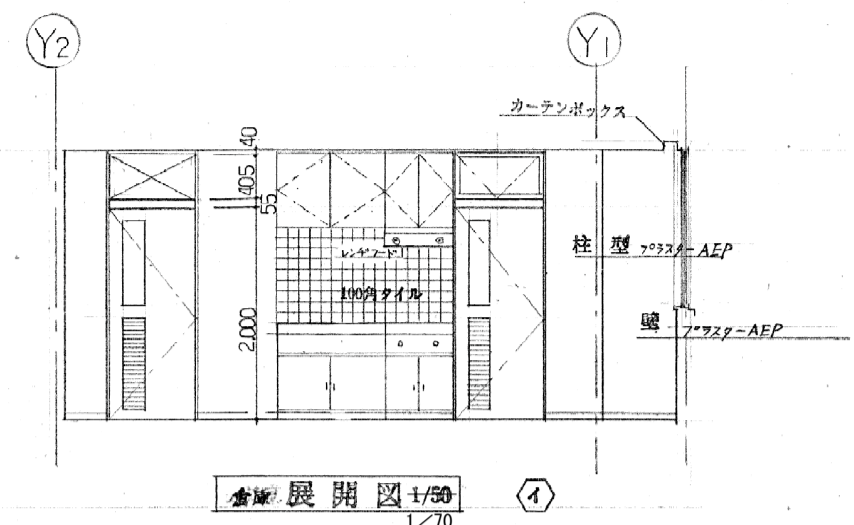 Y2
Y1
カーテンボックス
40
405
55
柱型 プラスターAEP
レンヂフード
100角タイル
2,000
壁 プラスターAEP
展開図 1/50
イ
1/70